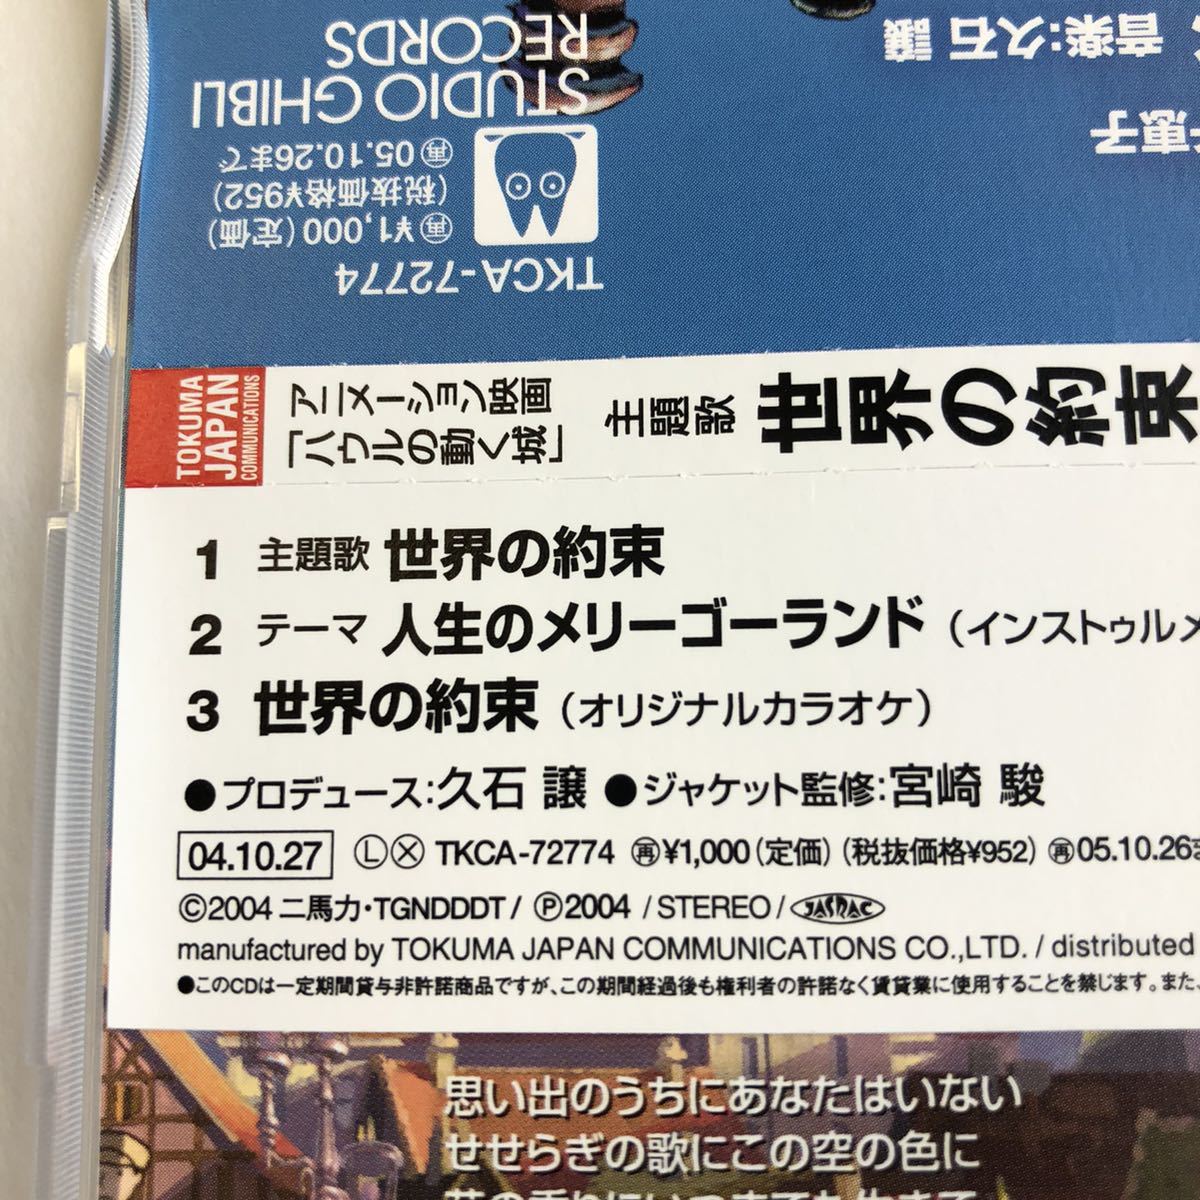 音楽:久石 譲
恵子
STUDIO GHIBLI
RECORDS
TKCA-72774
㊢¥1,000 (定価)
(税抜価格¥952)
㊢05.10.26まで
TOKUMA
JAPAN
COMMUNICATIONS
アニメーション映画
「ハウルの動く城」
主題歌
世界の約束
1 主題歌 世界の約束
2 テーマ 人生のメリーゴーランド (インストゥルメ
3 世界の約束 (オリジナルカラオケ)
●プロデュース:久石 譲 ●ジャケット監修:宮崎 駿
04.10.27 ⓁⓍ TKCA-72774 ㊢¥1,000 (定価) (税抜価格¥952) ㊢05.10.26ま
©2004 二馬力・TGNDDDT / ℗2004 / STEREO / JASRAC
manufactured by TOKUMA JAPAN COMMUNICATIONS CO.,LTD. / distributed
●このCDは一定期間貸与非許諾商品ですが、この期間経過後も権利者の許諾なく賃貸業に使用することを禁じます。また、
思い出のうちにあなたはいない
せせらぎの歌にこの空の色に